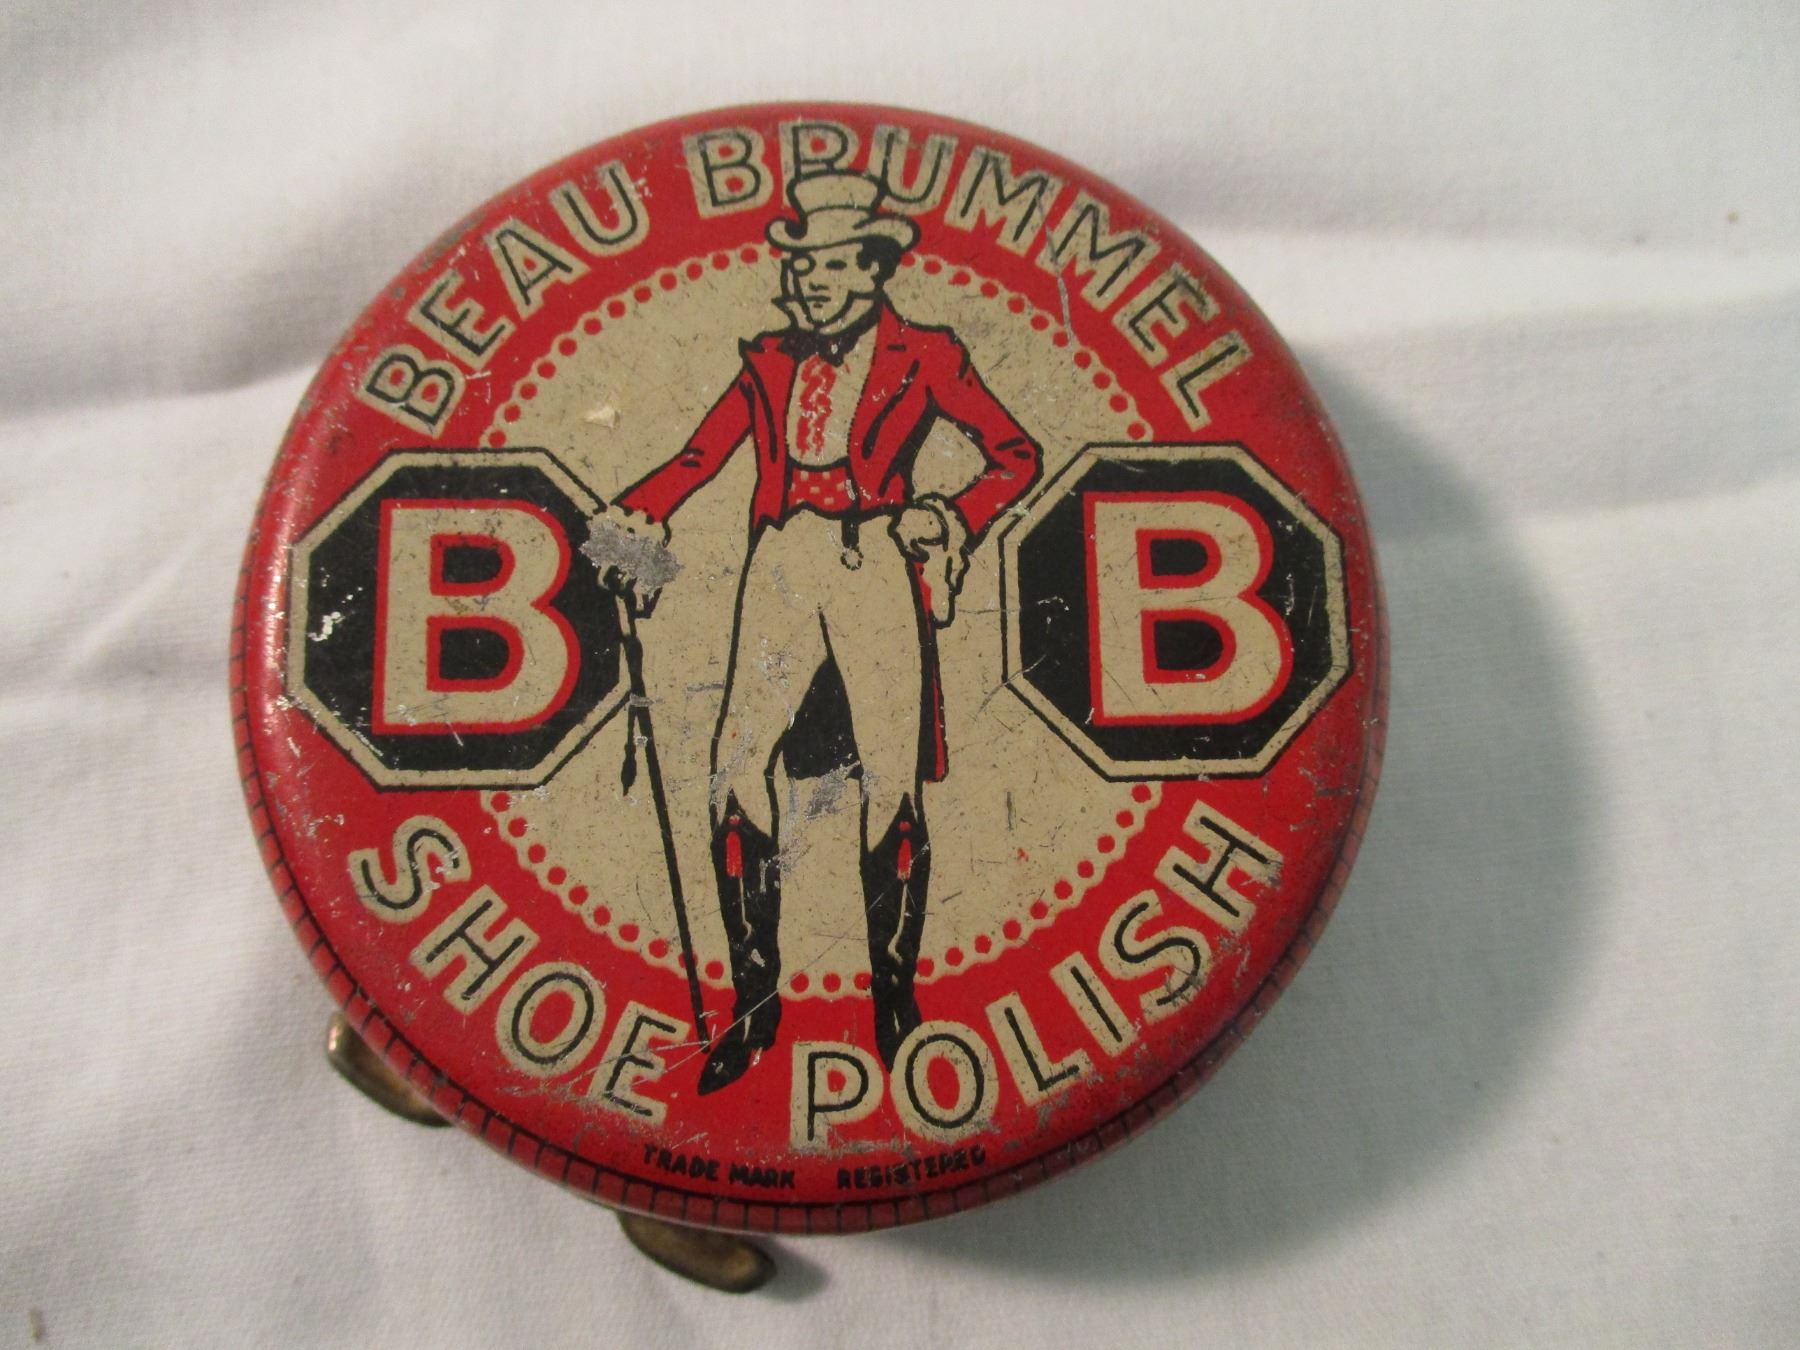 BEAU BRUMMEL
B B
SHOE POLISH
TRADE MARK REGISTERED